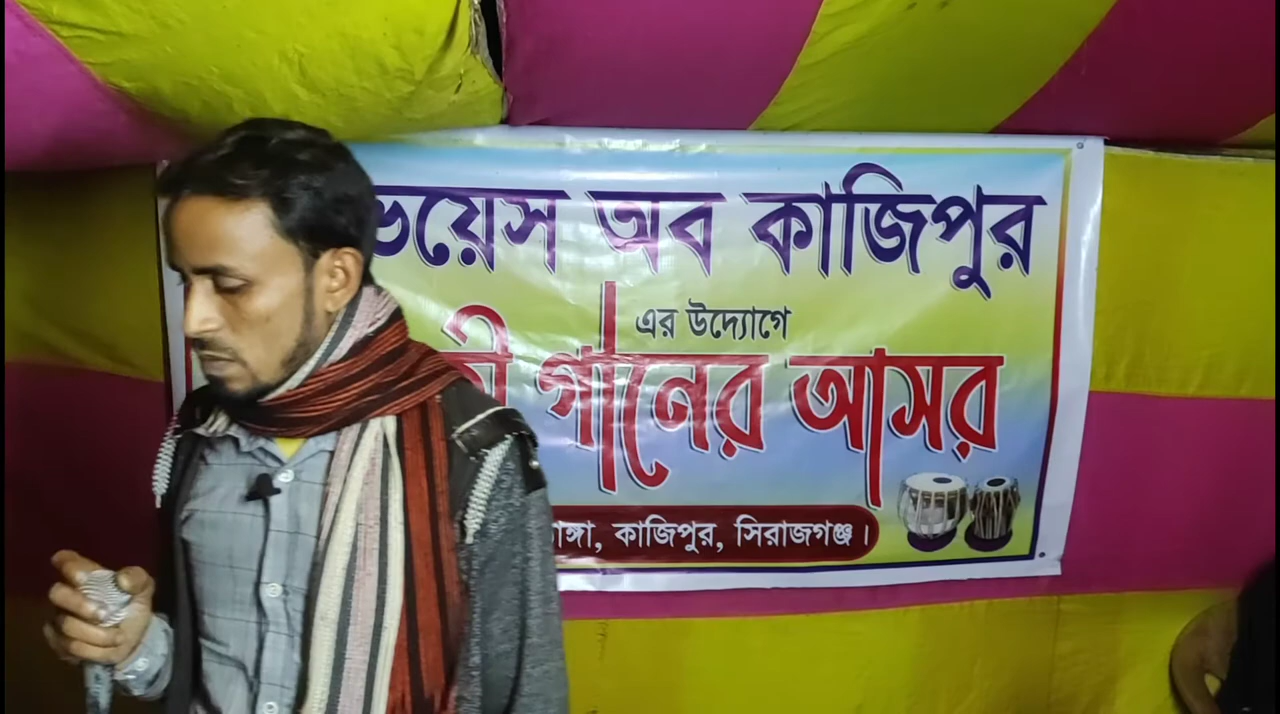 ভয়েস অব কাজিপুর
এর উদ্যোগে
গানের আসর
কাজিপুর, সিরাজগঞ্জ।